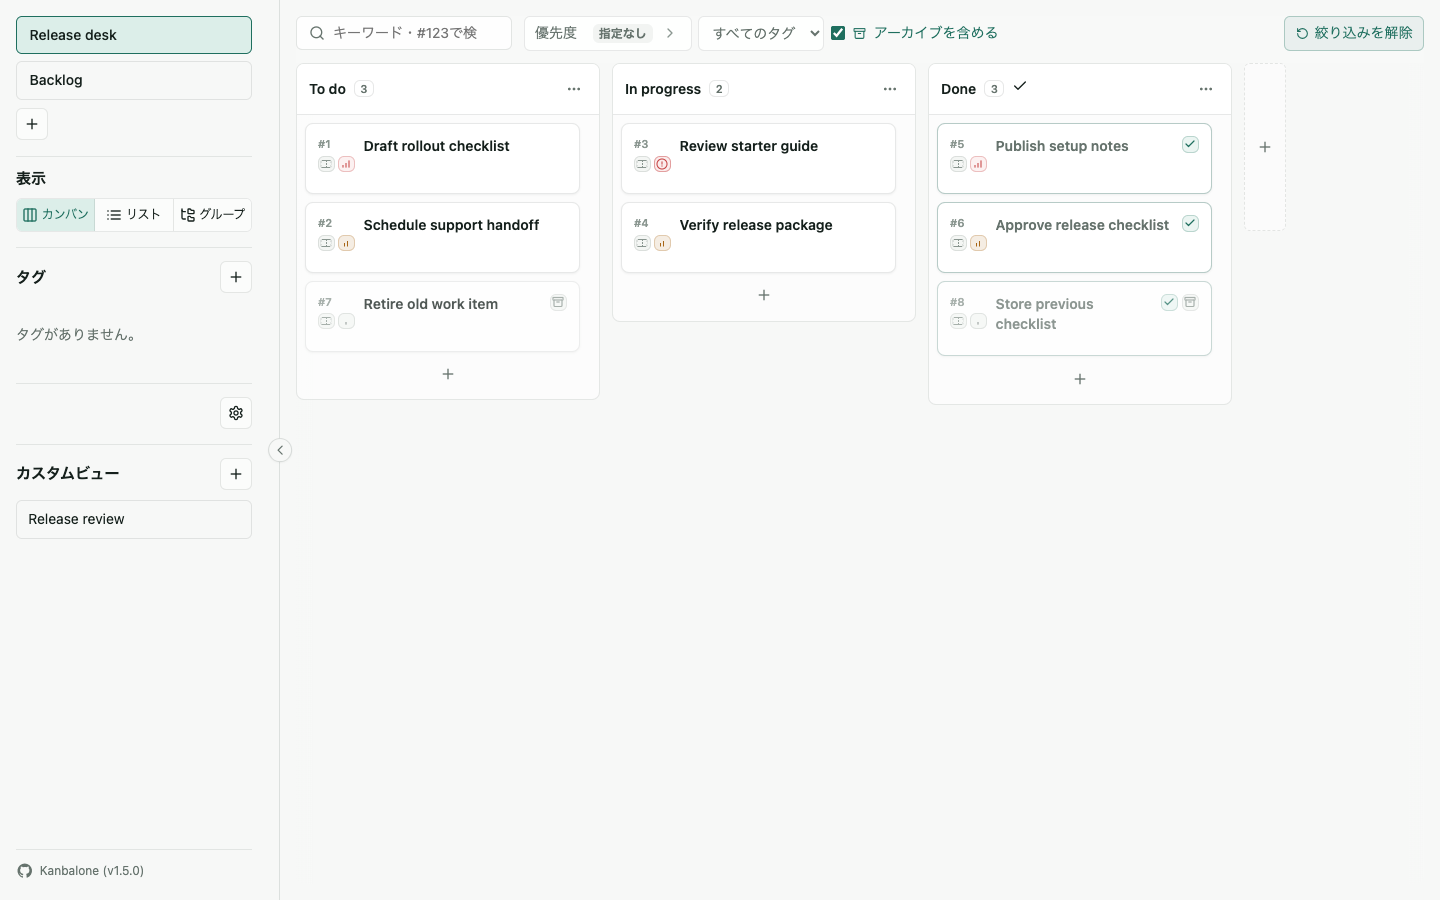 Release desk
Backlog
表示
カンバン
リスト
グループ
タグ
タグがありません。
カスタムビュー
Release review
Kanbalone (v1.5.0)
キーワード・#123で検
優先度 指定なし
すべてのタグ
アーカイブを含める
絞り込みを解除
To do 3
#1 Draft rollout checklist
#2 Schedule support handoff
#7 Retire old work item
In progress 2
#3 Review starter guide
#4 Verify release package
Done 3
#5 Publish setup notes
#6 Approve release checklist
#8 Store previous
checklist